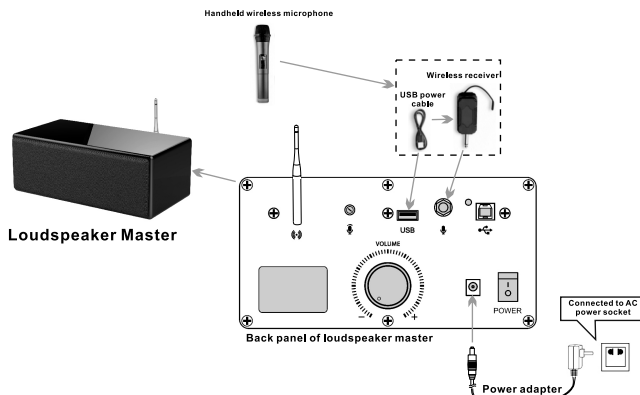 Handheld wireless microphone
Wireless receiver
USB power
cable
Loudspeaker Master
USB
VOLUME
− +
POWER
Back panel of loudspeaker master
Connected to AC
power socket
Power adapter